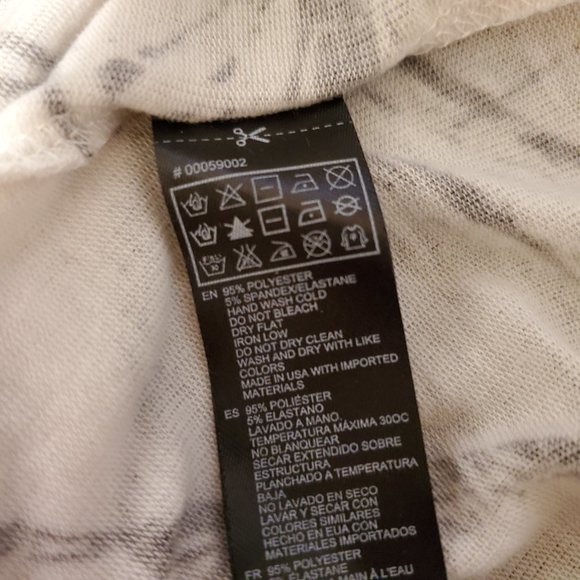 # 00059002
EN 95% POLYESTER
5% SPANDEX/ELASTANE
HAND WASH COLD
DO NOT BLEACH
DRY FLAT
IRON LOW
DO NOT DRY CLEAN
WASH AND DRY WITH LIKE
COLORS
MADE IN USA WITH IMPORTED
MATERIALS
ES 95% POLIÉSTER
5% ELASTANO
LAVADO A MANO.
TEMPERATURA MÁXIMA 30OC
NO BLANQUEAR
SECAR EXTENDIDO SOBRE
ESTRUCTURA
PLANCHADO A TEMPERATURA
BAJA
NO LAVADO EN SECO
LAVAR Y SECAR CON
COLORES SIMILARES
HECHO EN EUA CON
MATERIALES IMPORTADOS
FR 95% POLYESTER
ÉLASTANE
MAIN À L'EAU